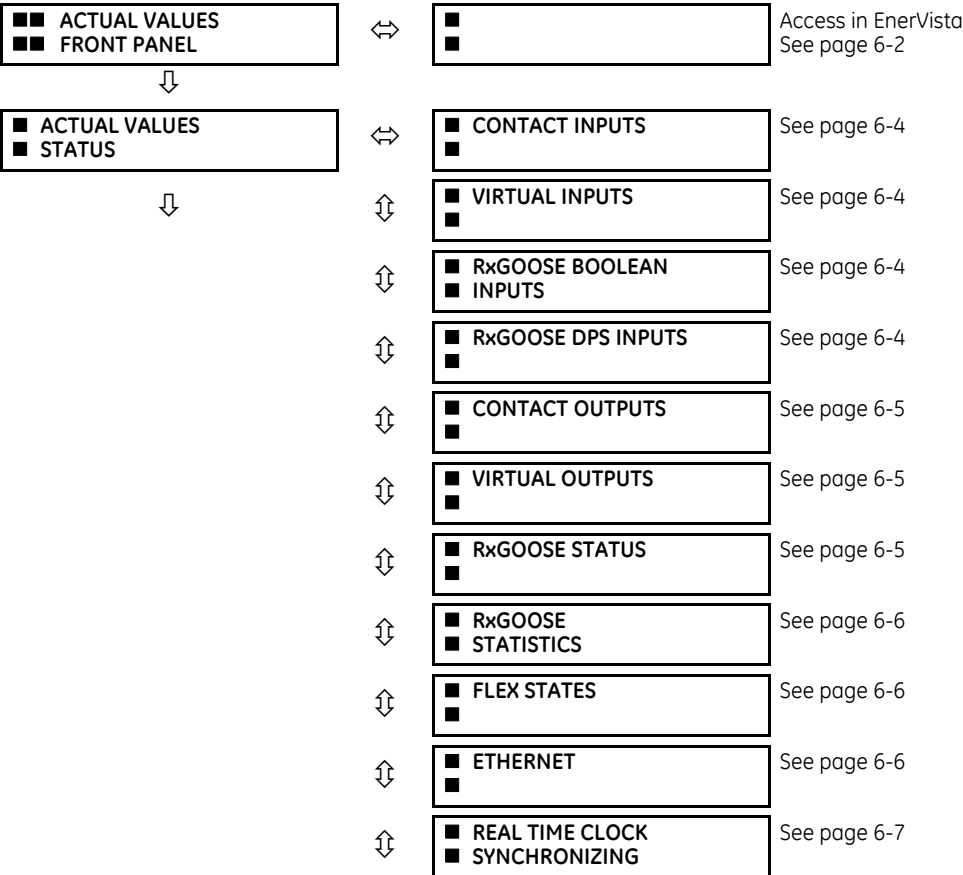 ■■ ACTUAL VALUES
■■ FRONT PANEL
■
■
Access in EnerVista
See page 6-2
■ ACTUAL VALUES
■ STATUS
■ CONTACT INPUTS
■
See page 6-4
■ VIRTUAL INPUTS
■
See page 6-4
■ RxGOOSE BOOLEAN
■ INPUTS
See page 6-4
■ RxGOOSE DPS INPUTS
■
See page 6-4
■ CONTACT OUTPUTS
■
See page 6-5
■ VIRTUAL OUTPUTS
■
See page 6-5
■ RxGOOSE STATUS
■
See page 6-5
■ RxGOOSE
■ STATISTICS
See page 6-6
■ FLEX STATES
■
See page 6-6
■ ETHERNET
■
See page 6-6
■ REAL TIME CLOCK
■ SYNCHRONIZING
See page 6-7